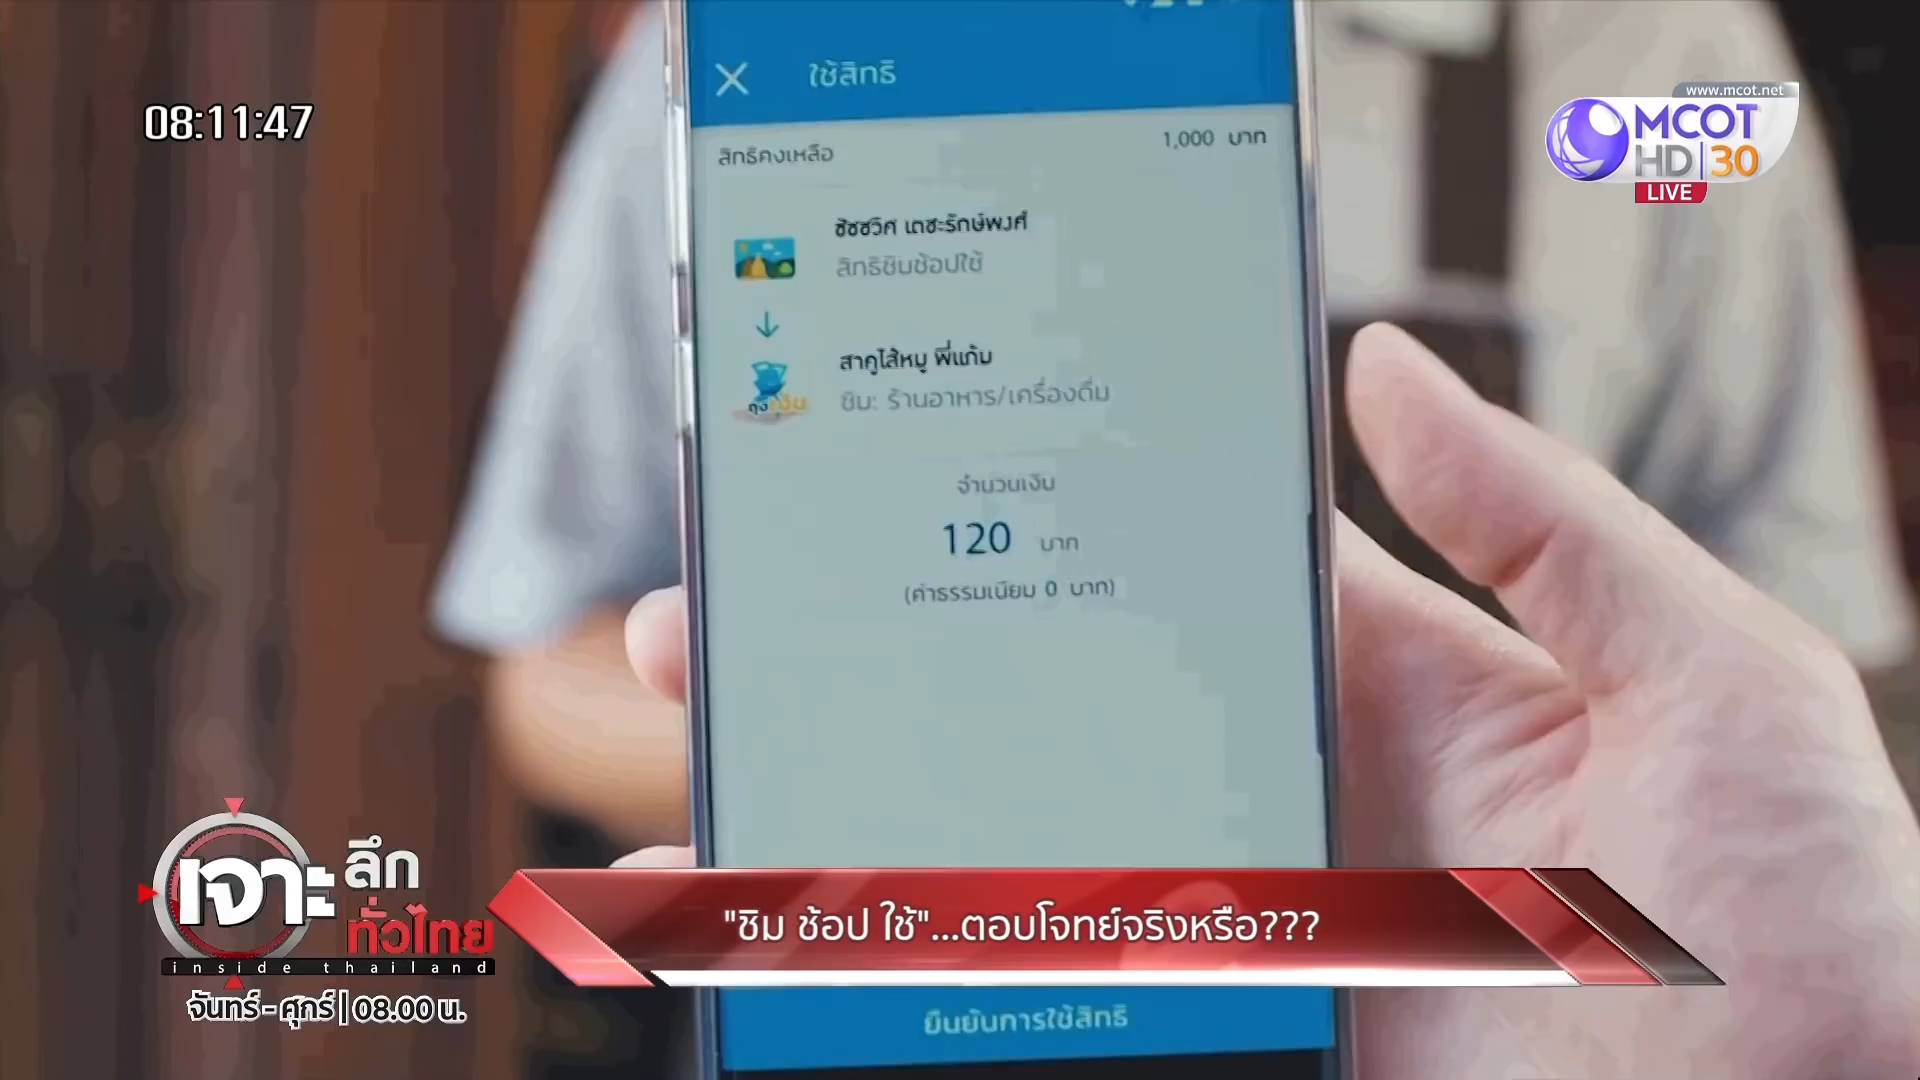 08:11:47
www.mcot.net
MCOT
HD 30
LIVE
ใช้สิทธิ
สิทธิคงเหลือ
1,000 บาท
ชัชชวิศ เตชะรักษ์พงศ์
สิทธิชิมช้อปใช้
สาคูไส้หมู พี่แก้ม
ถุงเงิน
ชิม: ร้านอาหาร/เครื่องดื่ม
จำนวนเงิน
120 บาท
(ค่าธรรมเนียม 0 บาท)
เจาะลึกทั่วไทย
inside thailand
จันทร์ - ศุกร์ | 08.00 น.
"ชิม ช้อป ใช้"...ตอบโจทย์จริงหรือ???
ยืนยันการใช้สิทธิ